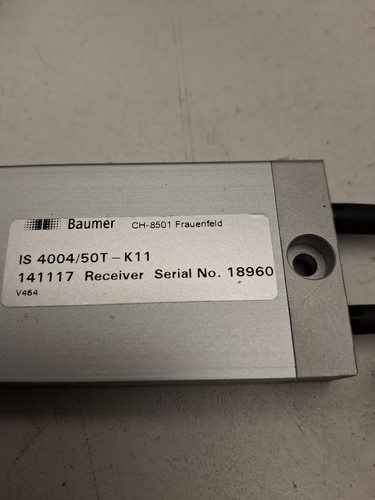 Baumer CH-8501 Frauenfeld
IS 4004/50T - K11
141117 Receiver Serial No. 18960
V464